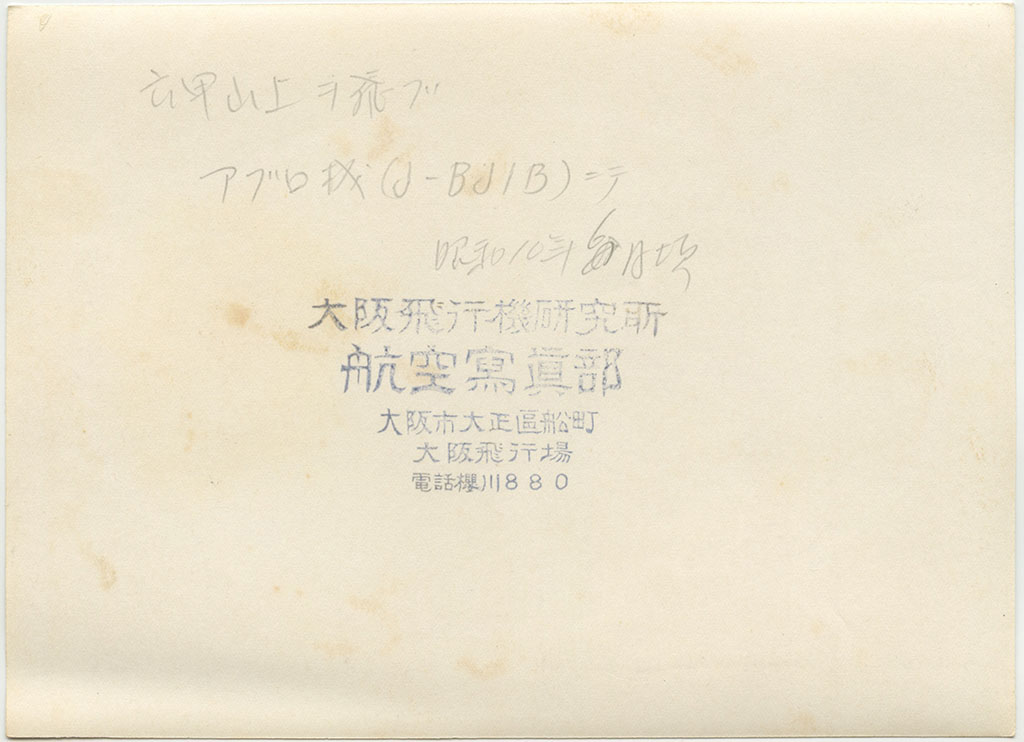 六甲山上ヲ飛ブ
アブロ機(J-BJIB)ニテ
昭和10年 月頃
大阪飛行機研究所
航空寫眞部
大阪市大正區船町
大阪飛行場
電話櫻川880